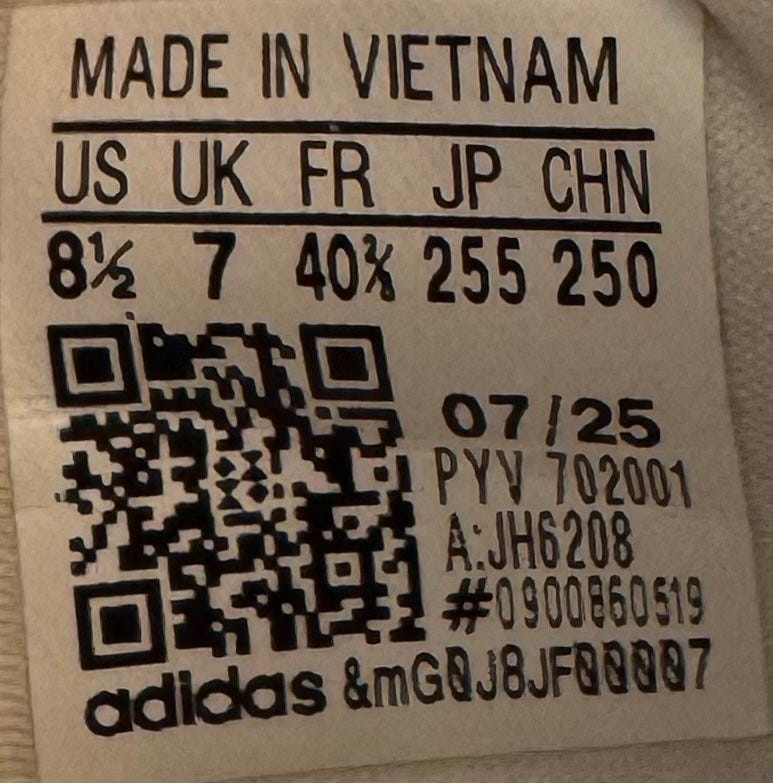 MADE IN VIETNAM
US UK FR JP CHN
8½ 7 40⅔ 255 250
07/25
PYV 702001
A:JH6208
#0900860519
adidas &mG0J8JF00007